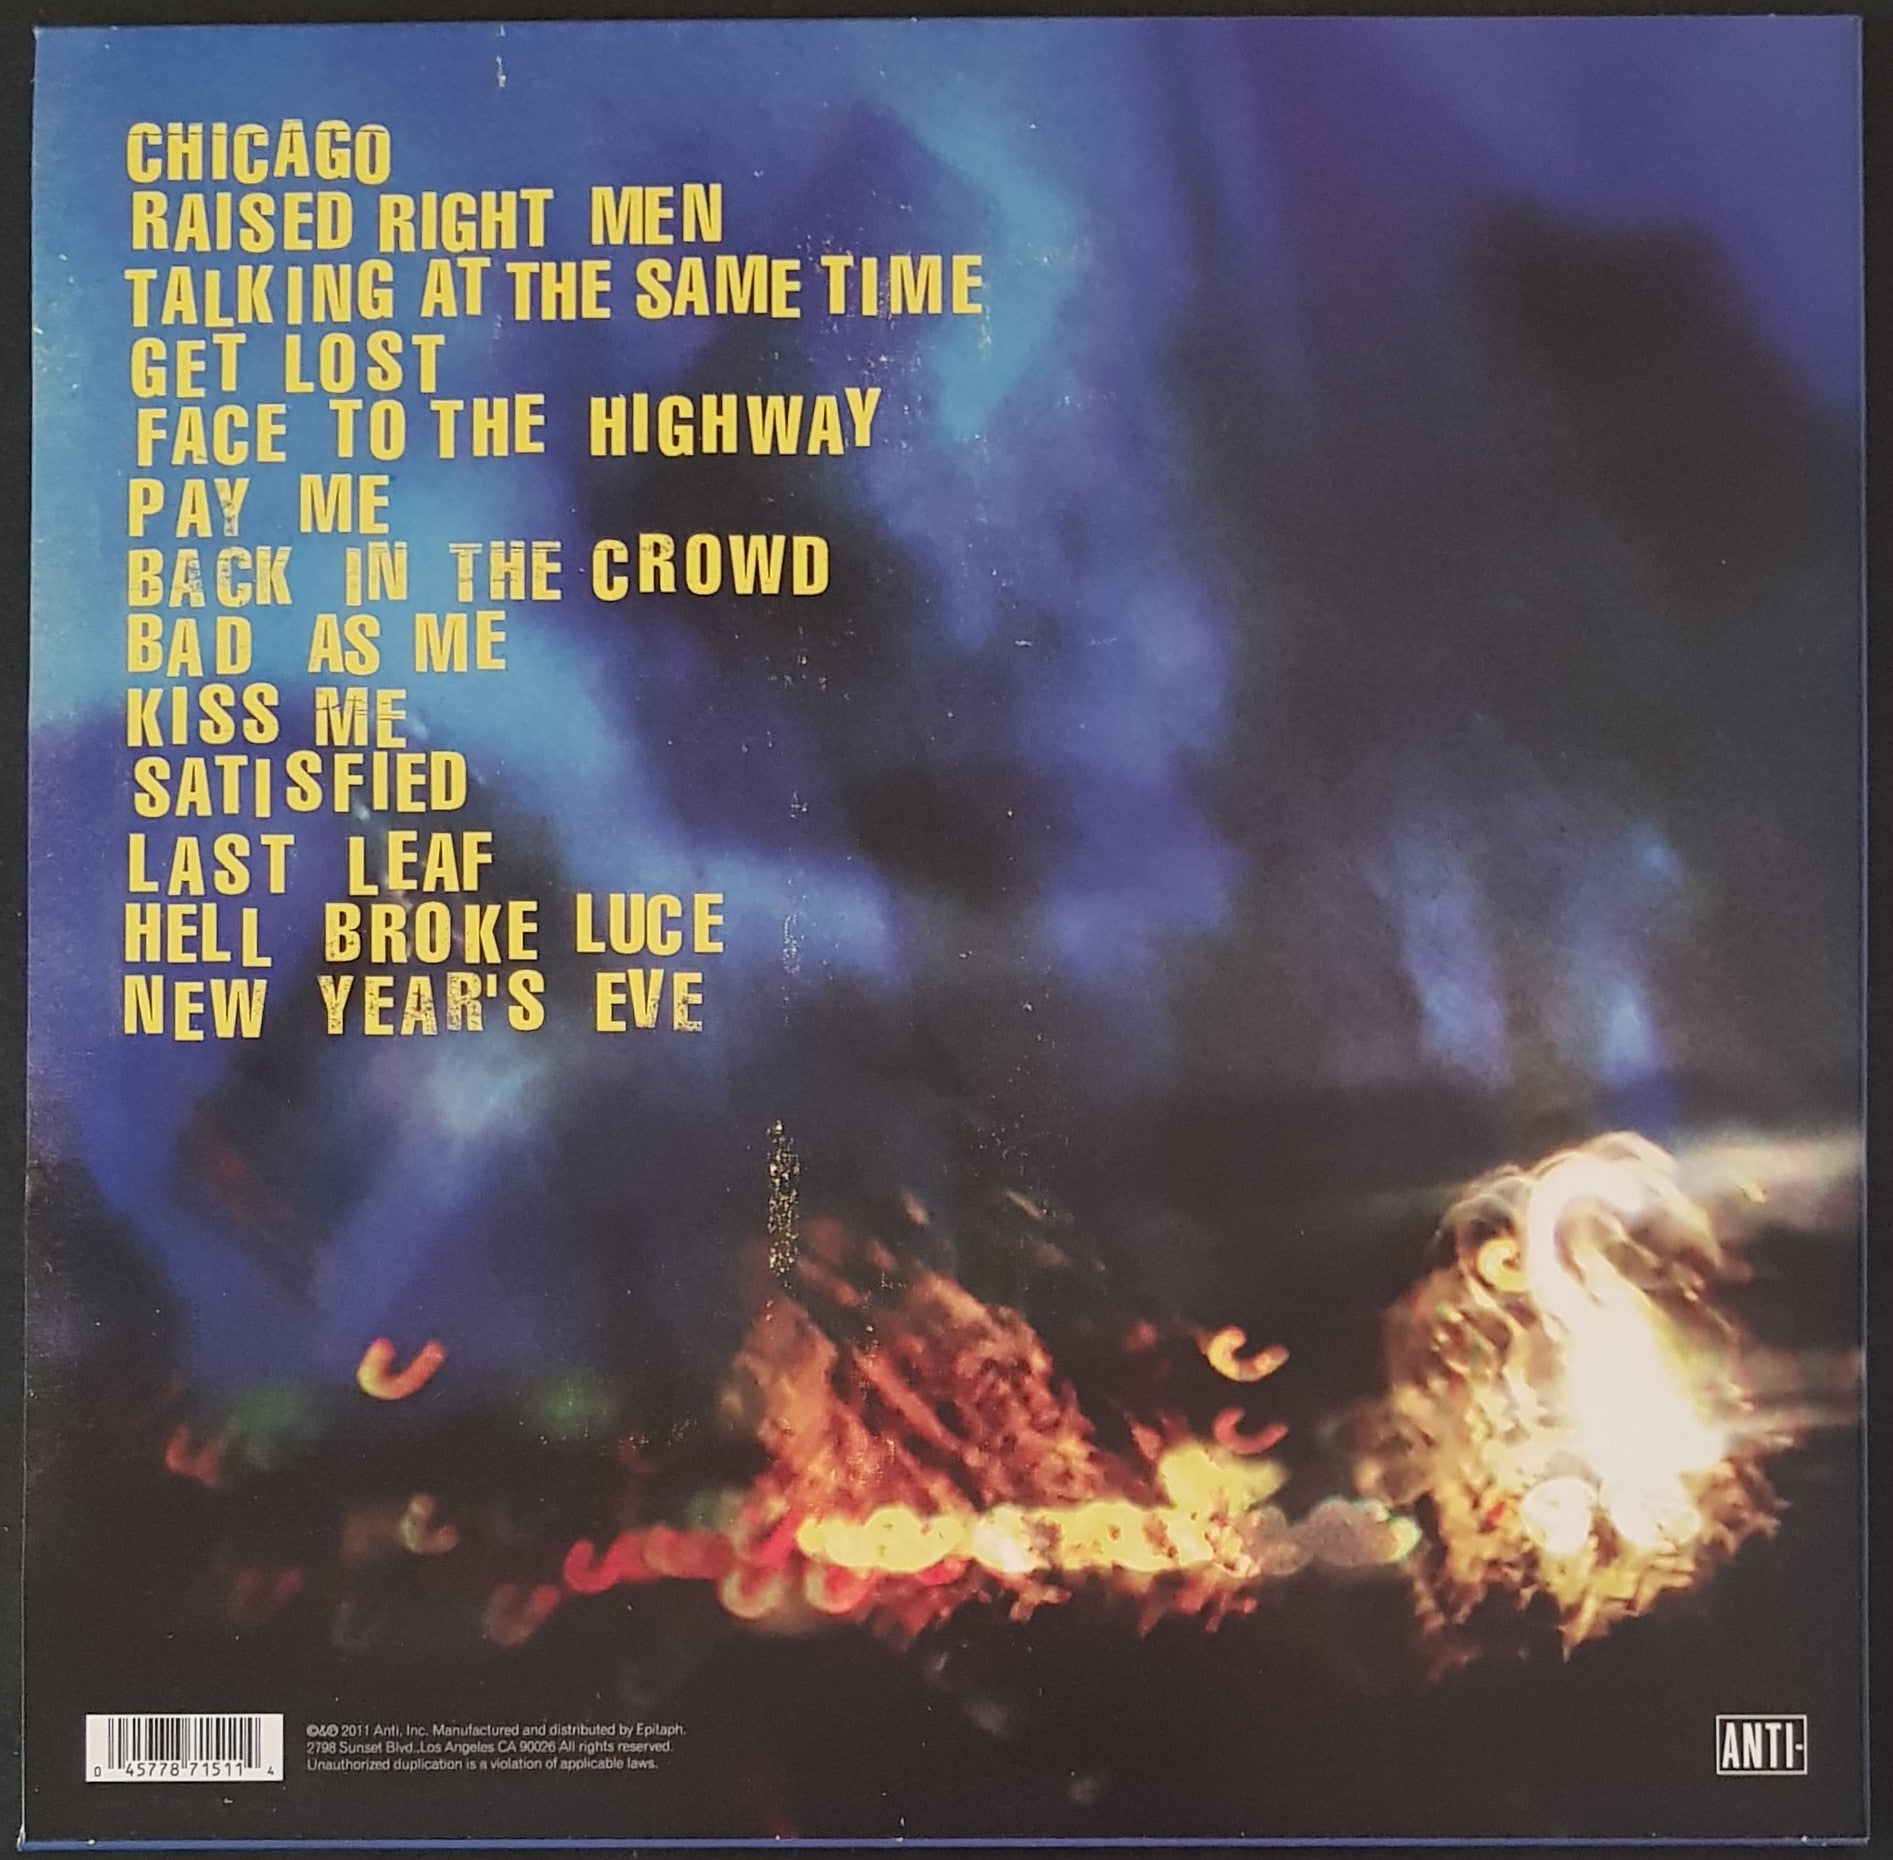 CHICAGO
RAISED RIGHT MEN
TALKING AT THE SAME TIME
GET LOST
FACE TO THE HIGHWAY
PAY ME
BACK IN THE CROWD
BAD AS ME
KISS ME
SATISFIED
LAST LEAF
HELL BROKE LUCE
NEW YEAR'S EVE
0 45778 71511 4
©&℗ 2011 Anti, Inc. Manufactured and distributed by Epitaph.
2798 Sunset Blvd., Los Angeles CA 90026 All rights reserved.
Unauthorized duplication is a violation of applicable laws.
ANTI-